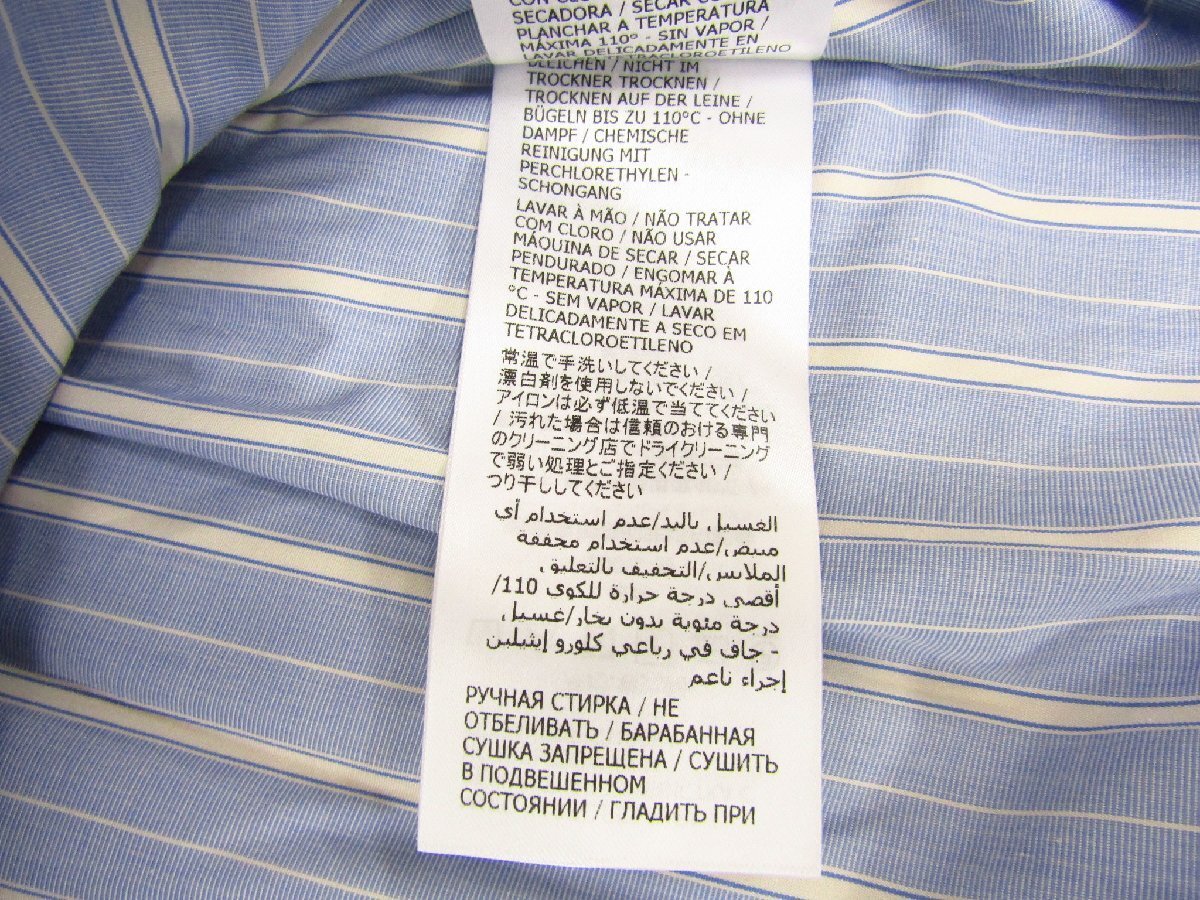 SECADORA / SECAR
PLANCHAR A TEMPERATURA
MÁXIMA 110° - SIN VAPOR /
LAVAR DELICADAMENTE EN
BLEICHEN / NICHT IM
TROCKNER TROCKNEN /
TROCKNEN AUF DER LEINE /
BÜGELN BIS ZU 110°C - OHNE
DAMPF / CHEMISCHE
REINIGUNG MIT
PERCHLORETHYLEN -
SCHONGANG
LAVAR À MÃO / NÃO TRATAR
COM CLORO / NÃO USAR
MÁQUINA DE SECAR / SECAR
PENDURADO / ENGOMAR À
TEMPERATURA MÁXIMA DE 110
°C - SEM VAPOR / LAVAR
DELICADAMENTE A SECO EM
TETRACLOROETILENO
常温で手洗いしてください /
漂白剤を使用しないでください /
アイロンは必ず低温で当ててください
/ 汚れた場合は信頼のおける専門
のクリーニング店でドライクリーニング
で弱い処理とご指定ください /
つり干ししてください
الغسيل باليد/عدم استخدام أي
مبيض/عدم استخدام مجففة
الملابس/التجفيف بالتعليق
أقصى درجة حرارة للكوي 110/
درجة مئوية بدون بخار/غسيل
- جاف في رباعي كلورو إيثيلين
إجراء ناعم
РУЧНАЯ СТИРКА / НЕ
ОТБЕЛИВАТЬ / БАРАБАННАЯ
СУШКА ЗАПРЕЩЕНА / СУШИТЬ
В ПОДВЕШЕННОМ
СОСТОЯНИИ / ГЛАДИТЬ ПРИ